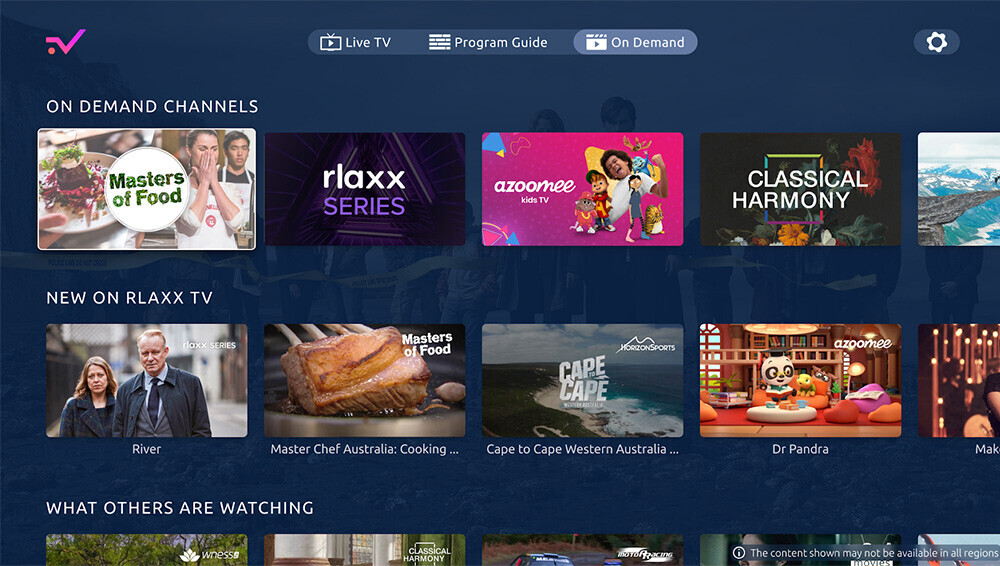 Live TV
Program Guide
On Demand
ON DEMAND CHANNELS
Masters
of Food
rlaxx
SERIES
azoomee
kids TV
CLASSICAL
HARMONY
NEW ON RLAXX TV
rlaxx SERIES
Masters
of Food
HORIZONSPORTS
CAPE
TO
CAPE
WESTERN AUSTRALIA
azoomee
River
Master Chef Australia: Cooking ...
Cape to Cape Western Australia ...
Dr Pandra
Mak
WHAT OTHERS ARE WATCHING
wness
CLASSICAL
HARMONY
MOTORRACING
The content shown may not be available in all regions
movies